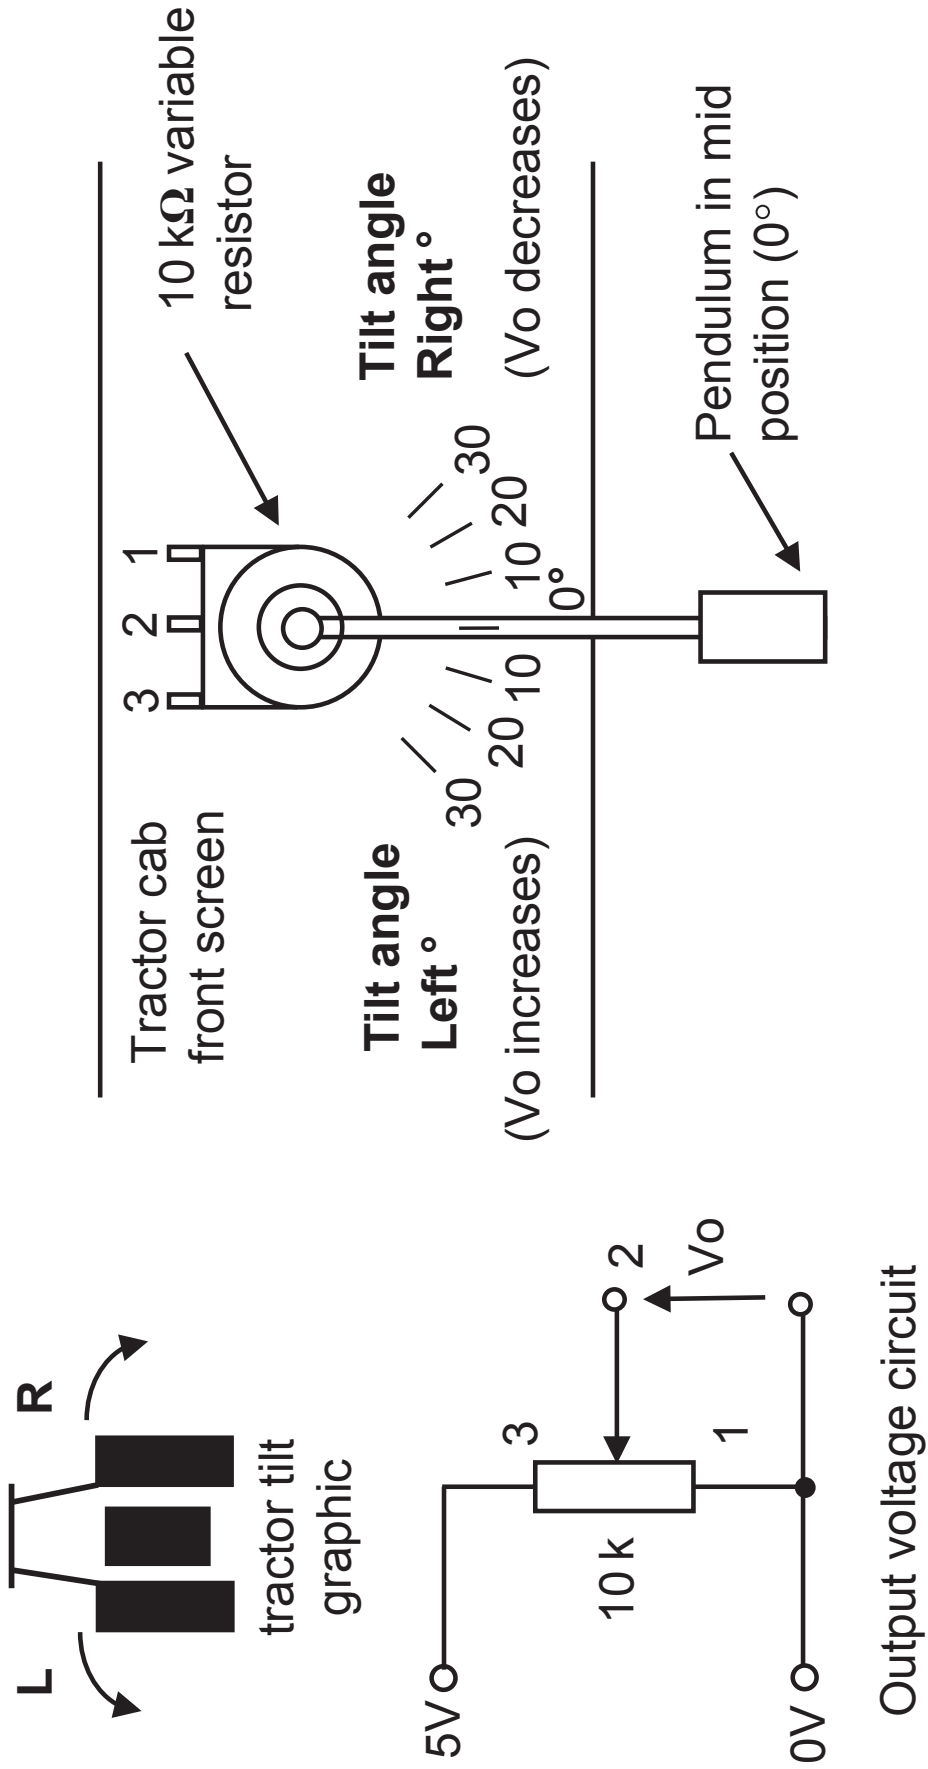 L
R
tractor tilt
graphic
5V
3
10 k
2
Vo
1
0V
Output voltage circuit
Tractor cab
front screen
3
2
1
10 kΩ variable
resistor
Tilt angle
Left °
(Vo increases)
30
20
10
0°
10
20
30
Tilt angle
Right °
(Vo decreases)
Pendulum in mid
position (0°)